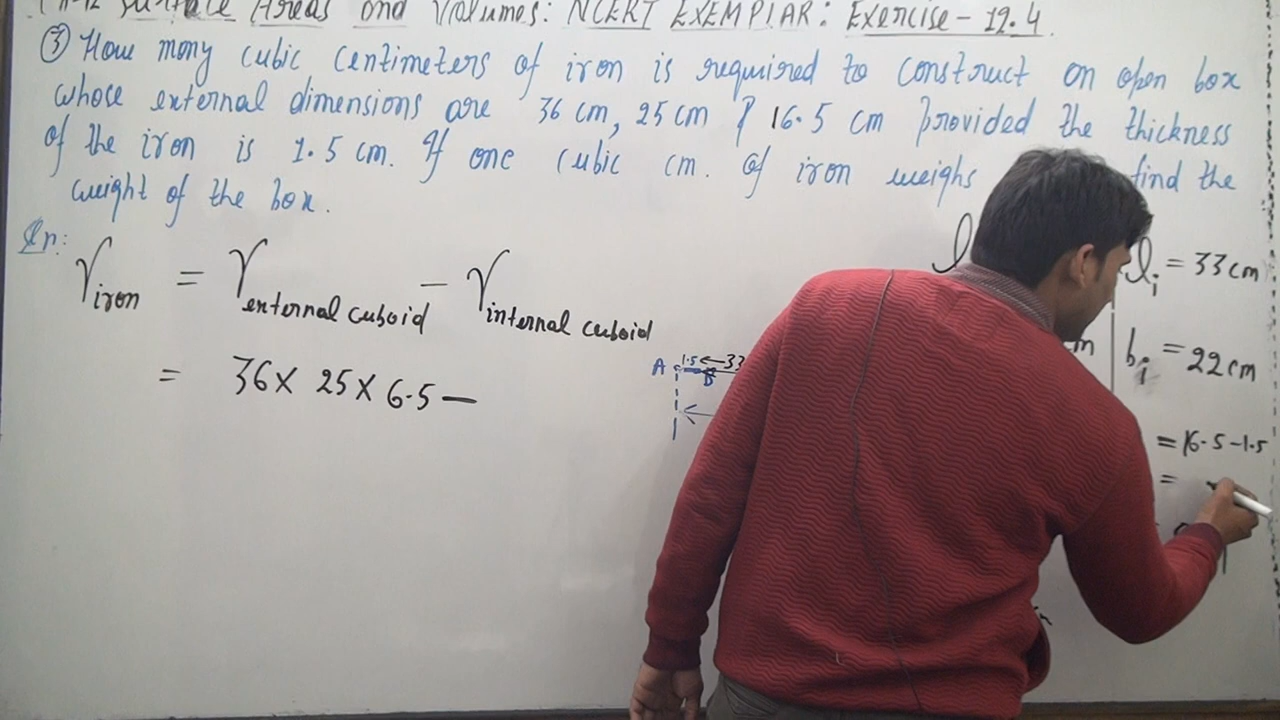 Surface Areas and Volumes: NCERT EXEMPLAR: Exercise - 12.4
③ How many cubic centimeters of iron is required to construct an open box
whose external dimensions are 36 cm, 25 cm & 16.5 cm Provided the thickness
of the iron is 1.5 cm. If one cubic cm. of iron weighs find the
weight of the box.
V iron = V external cuboid - V internal cuboid
= 36 X 25 X 6.5 —
A 1.5 ← 33
B
l
m
l i = 33 cm
b i = 22 cm
= 16.5 - 1.5
=